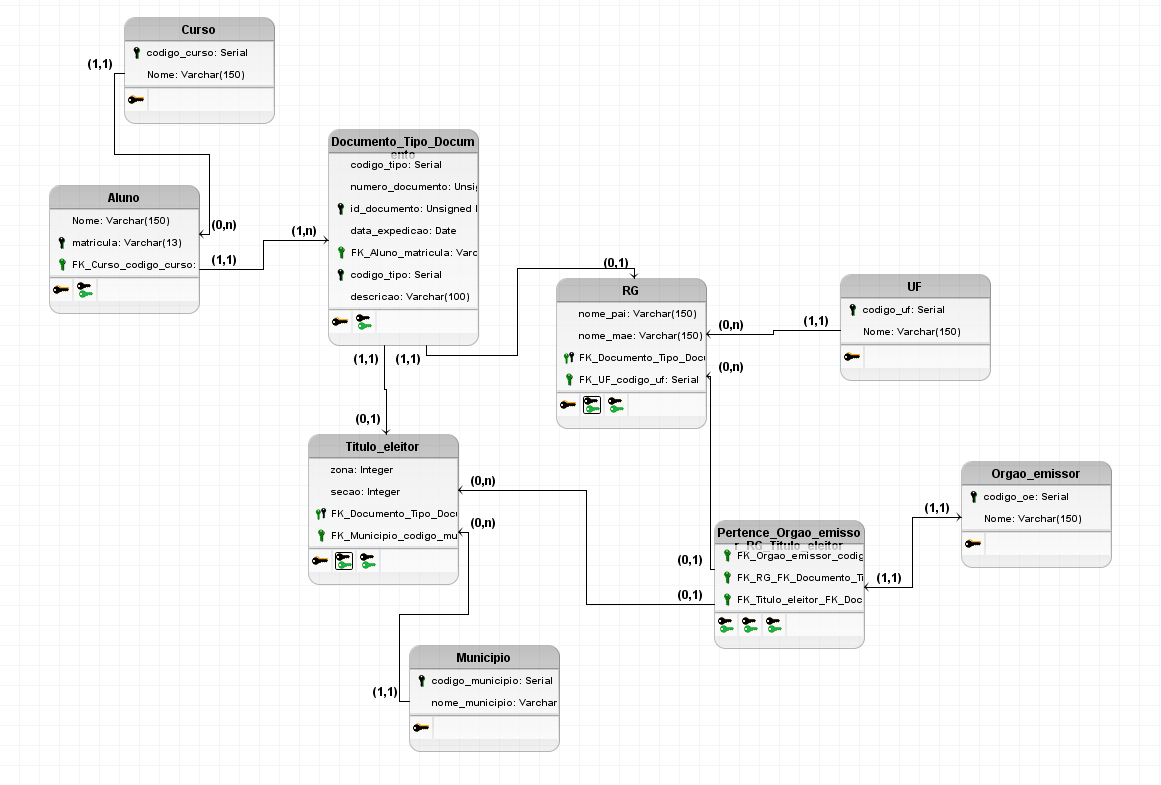 Curso
codigo_curso: Serial
Nome: Varchar(150)
(1,1)
Documento_Tipo_Docum
ento
codigo_tipo: Serial
numero_documento: Unsi
id_documento: Unsigned I
data_expedicao: Date
FK_Aluno_matricula: Varc
codigo_tipo: Serial
descricao: Varchar(100)
Aluno
Nome: Varchar(150)
matricula: Varchar(13)
FK_Curso_codigo_curso:
(0,n)
(1,1)
(1,n)
(0,1)
RG
nome_pai: Varchar(150)
nome_mae: Varchar(150)
FK_Documento_Tipo_Docu
FK_UF_codigo_uf: Serial
(0,n)
(1,1)
UF
codigo_uf: Serial
Nome: Varchar(150)
(1,1)
(1,1)
(0,n)
(0,1)
Titulo_eleitor
zona: Integer
secao: Integer
FK_Documento_Tipo_Docu
FK_Municipio_codigo_mu
(0,n)
(0,n)
Orgao_emissor
codigo_oe: Serial
Nome: Varchar(150)
(1,1)
Pertence_Orgao_emisso
r_RG_Titulo_eleitor
FK_Orgao_emissor_codig
FK_RG_FK_Documento_Ti
FK_Titulo_eleitor_FK_Doc
(0,1)
(1,1)
(0,1)
Municipio
codigo_municipio: Serial
nome_municipio: Varchar
(1,1)